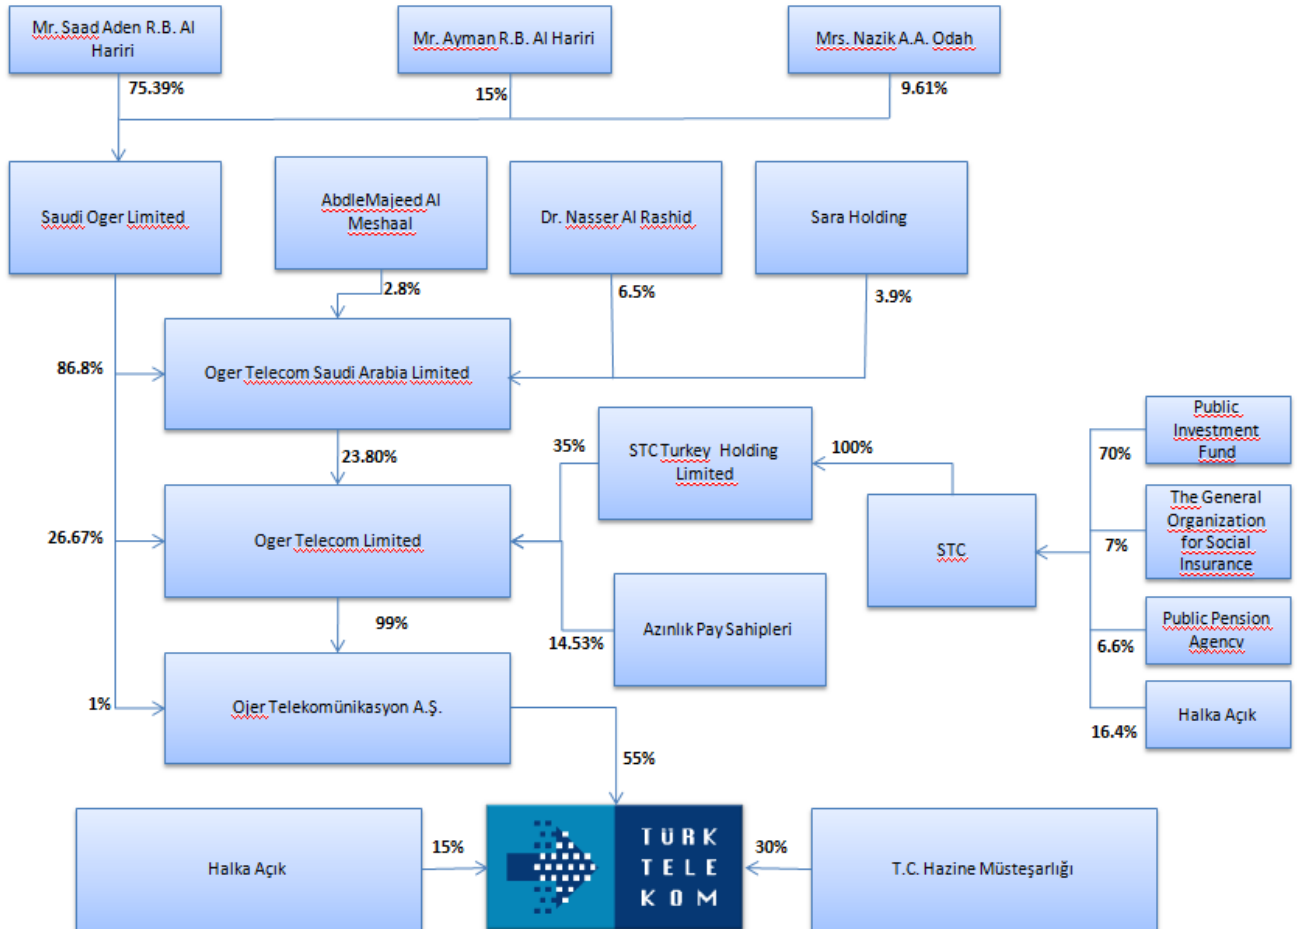 Mr. Saad Aden R.B. Al
Hariri
Mr. Ayman R.B. Al Hariri
Mrs. Nazik A.A. Odah
75.39%
15%
9.61%
Saudi Oger Limited
AbdleMajeed Al
Meshaal
Dr. Nasser Al Rashid
Sara Holding
2.8%
6.5%
3.9%
86.8%
Oger Telecom Saudi Arabia Limited
23.80%
35%
STC Turkey Holding
Limited
100%
Public
Investment
Fund
70%
The General
Organization
for Social
Insurance
7%
26.67%
Oger Telecom Limited
STC
99%
14.53%
Azınlık Pay Sahipleri
Public Pension
Agency
6.6%
1%
Ojer Telekomünikasyon A.Ş.
Halka Açık
16.4%
55%
Halka Açık
15%
TÜRK
TELE
KOM
30%
T.C. Hazine Müsteşarlığı